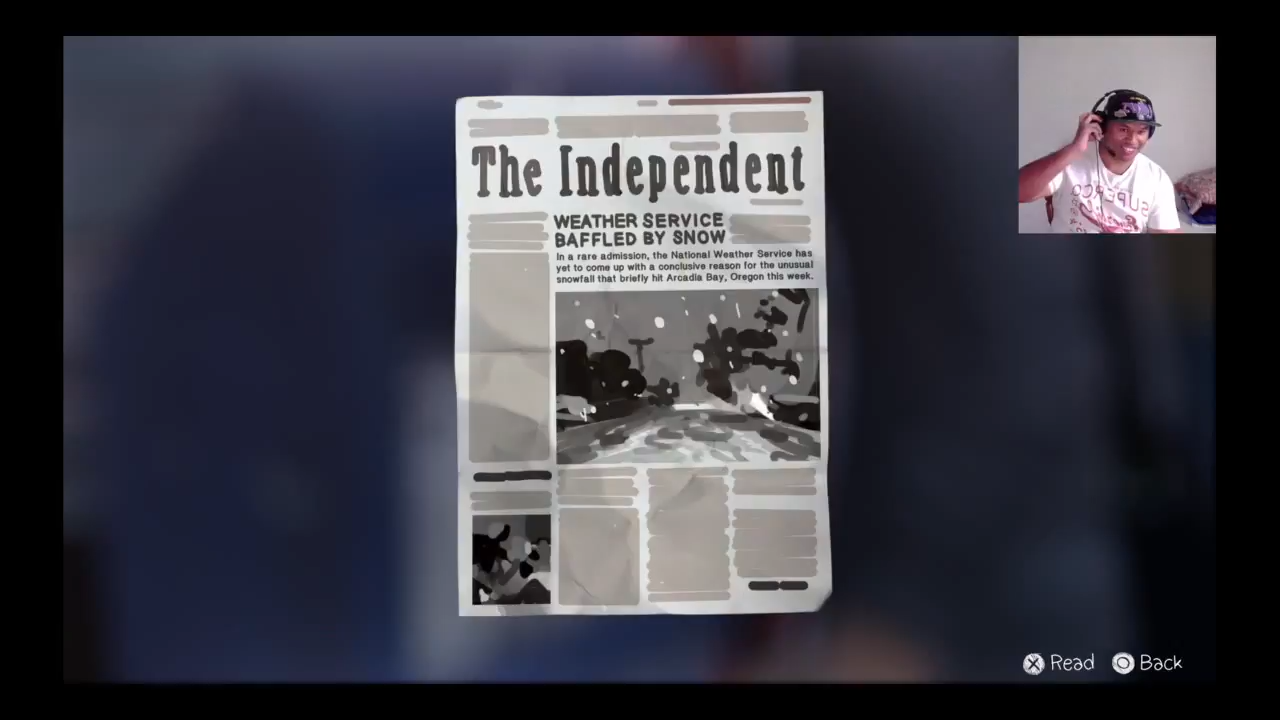 The Independent
WEATHER SERVICE
BAFFLED BY SNOW
In a rare admission, the National Weather Service has
yet to come up with a conclusive reason for the unusual
snowfall that briefly hit Arcadia Bay, Oregon this week.
Read
Back